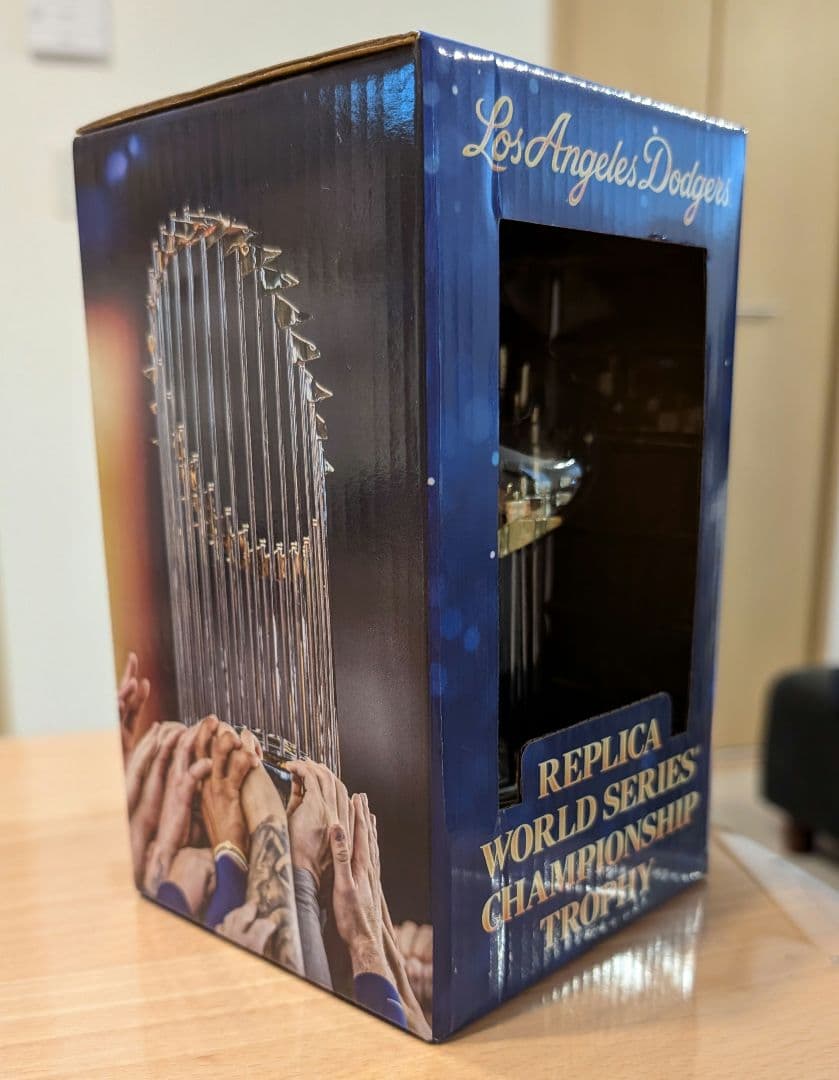 Los Angeles Dodgers
REPLICA
WORLD SERIES
CHAMPIONSHIP
TROPHY